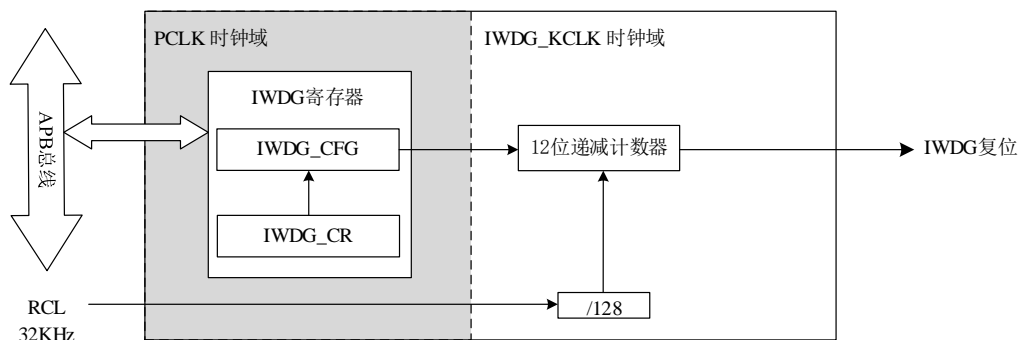 PCLK 时钟域
IWDG_KCLK 时钟域
APB总线
IWDG寄存器
IWDG_CFG
12位递减计数器
IWDG复位
IWDG_CR
RCL
32KHz
/128